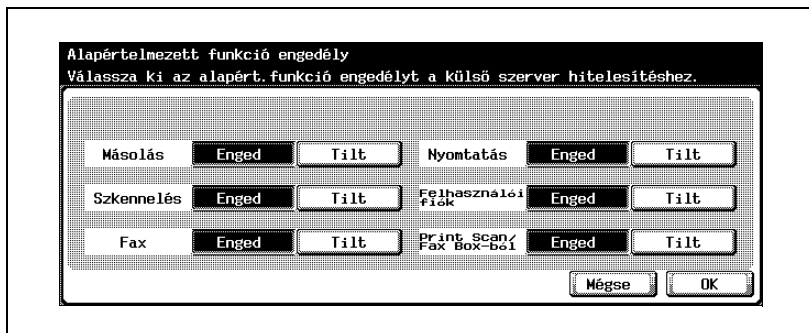 Alapértelmezett funkció engedély
Válassza ki az alapért.funkció engedélyt a külső szerver hitelesítéshez.
Másolás Enged Tilt Nyomtatás Enged Tilt
Szkennelés Enged Tilt Felhasználói fiók Enged Tilt
Fax Enged Tilt Print Scan/ Fax Box-ból Enged Tilt
Mégse OK